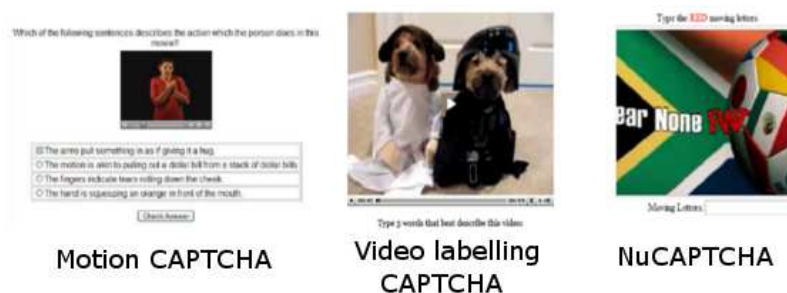 Which of the following sentences describes the action which the person does in this
movie?
The arms pull something in as if giving it a hug.
The motion is akin to pulling out a dollar bill from a stack of dollar bills.
The fingers indicate tears rolling down the cheek.
The hand is squeezing an orange in front of the mouth.
Check Answer
Motion CAPTCHA
Type 3 words that best describe this video:
Video labelling
CAPTCHA
Type the RED moving letters
ear None
Moving Letters:
NuCAPTCHA